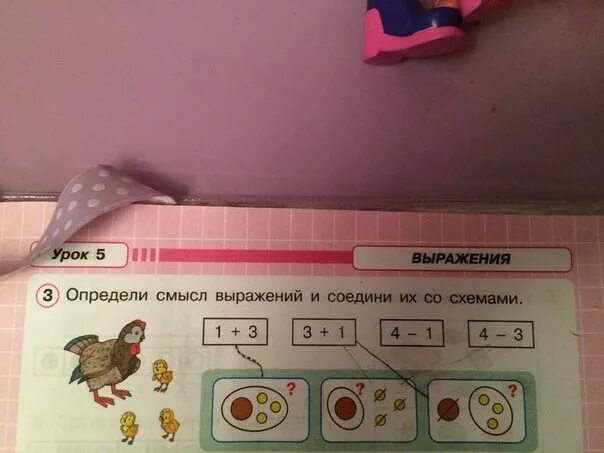 Урок 5
ВЫРАЖЕНИЯ
3 Определи смысл выражений и соедини их со схемами.
1 + 3 3 + 1 4 – 1 4 – 3
? ? ?